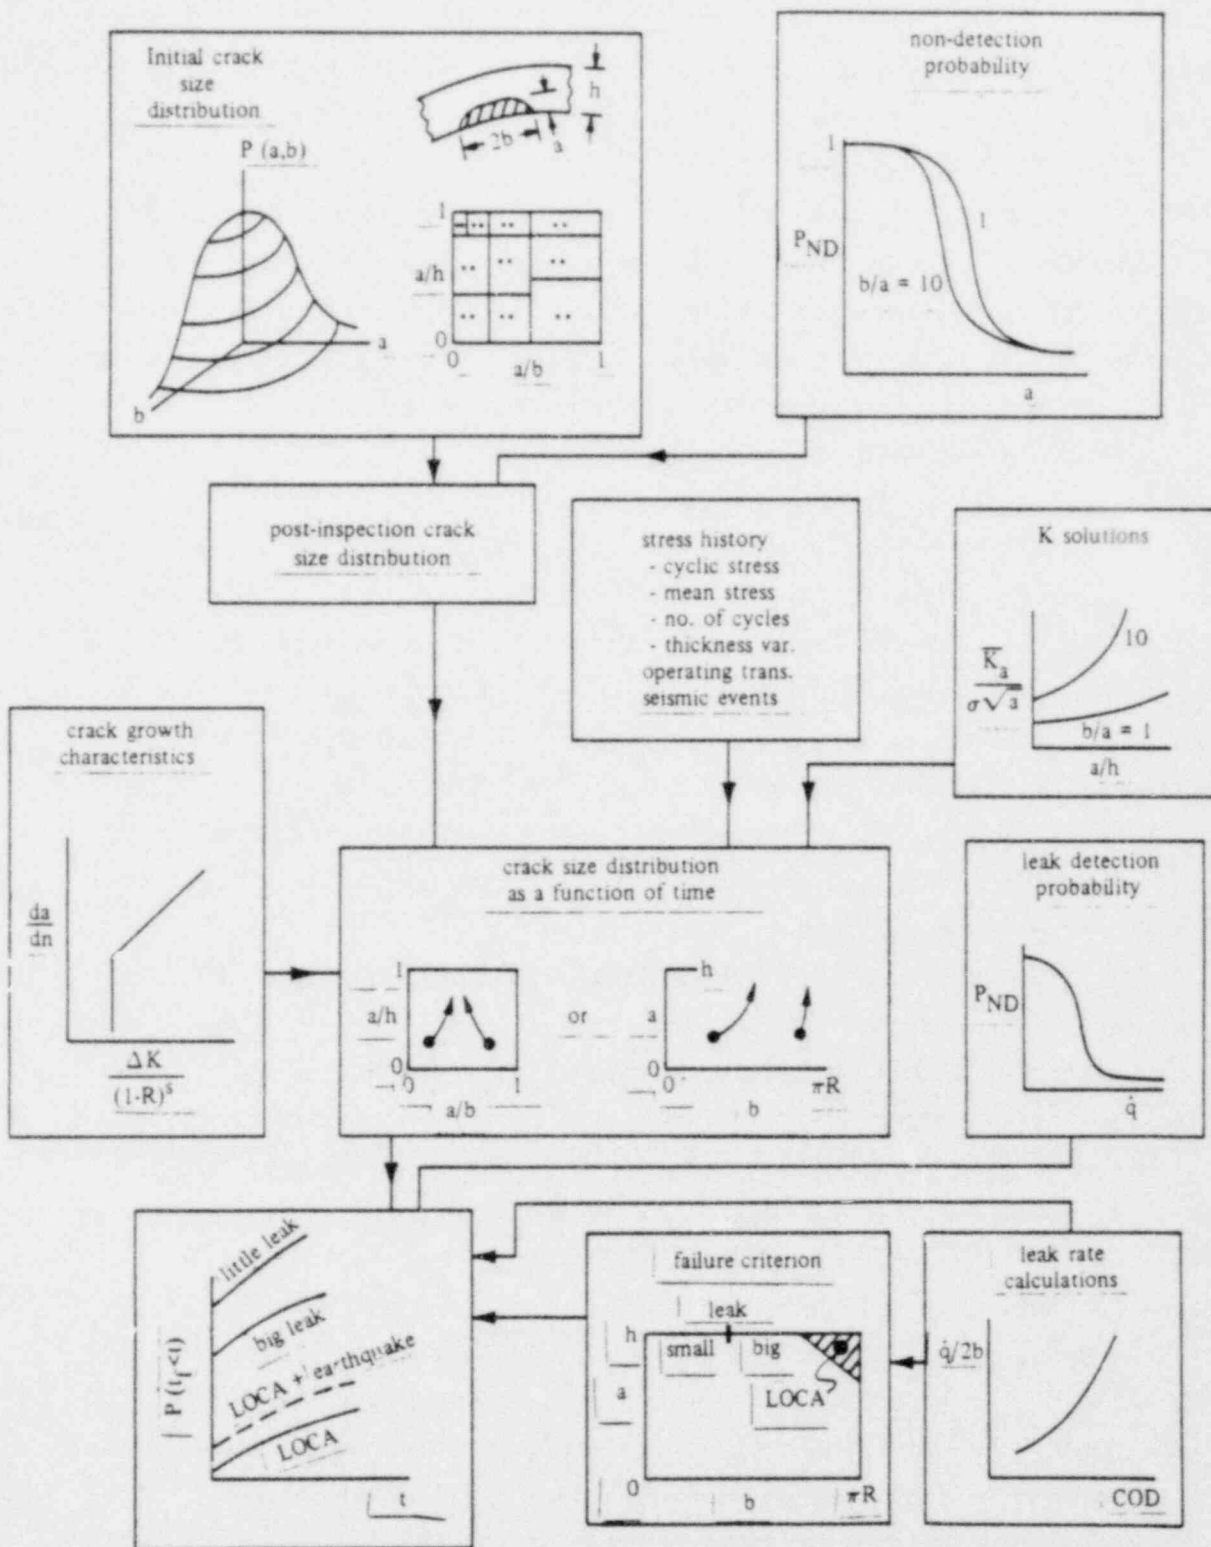 Initial crack
size
distribution
P (a,b)
a
b
h
2b
a
1
a/h
0
0
a/b
1
non-detection
probability
1
P_ND
1
b/a = 10
a
post-inspection crack
size distribution
stress history
- cyclic stress
- mean stress
- no. of cycles
- thickness var.
operating trans.
seismic events
K solutions
K̅_a
σ√a
10
b/a = 1
a/h
crack growth
characteristics
da
dn
ΔK
(1-R)^s
crack size distribution
as a function of time
1
a/h
0
0
1
a/b
or
h
a
0
0
πR
b
leak detection
probability
P_ND
q̇
little leak
big leak
LOCA + earthquake
LOCA
P (t_f<t)
t
failure criterion
leak
h
small
big
a
LOCA
0
b
πR
leak rate
calculations
q̇/2b
COD